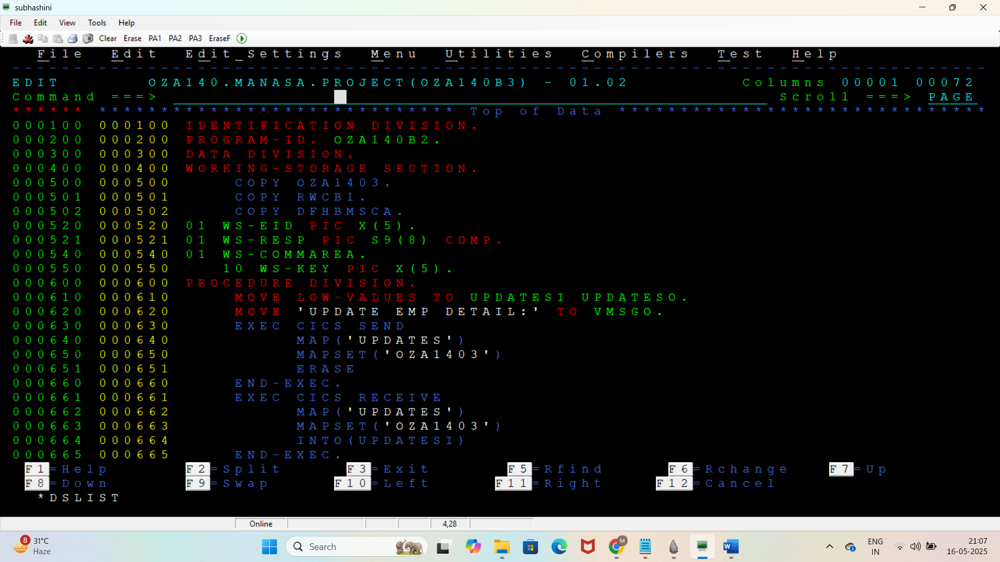 subhashini
File Edit View Tools Help
Clear Erase PA1 PA2 PA3 EraseF
File Edit Edit_Settings Menu Utilities Compilers Test Help
- - - - - - - - - - - - - - - - - - - - - - - - - - - - - - - - - - - - - - - - - - - - - - - - - - - - - - - - - - - - - - - - - - - - - - - - - - - - - - -
EDIT OZA140.MANASA.PROJECT(OZA140B3) - 01.02 Columns 00001 00072
Command ===> Scroll ===> PAGE
****** ***************************** Top of Data ******************************
000100 000100 IDENTIFICATION DIVISION.
000200 000200 PROGRAM-ID. OZA140B2.
000300 000300 DATA DIVISION.
000400 000400 WORKING-STORAGE SECTION.
000500 000500 COPY OZA1403.
000501 000501 COPY RWCB1.
000502 000502 COPY DFHBMSCA.
000520 000520 01 WS-EID PIC X(5).
000521 000521 01 WS-RESP PIC S9(8) COMP.
000540 000540 01 WS-COMMAREA.
000550 000550 10 WS-KEY PIC X(5).
000600 000600 PROCEDURE DIVISION.
000610 000610 MOVE LOW-VALUES TO UPDATESI UPDATESO.
000620 000620 MOVE 'UPDATE EMP DETAIL:' TO VMSGO.
000630 000630 EXEC CICS SEND
000640 000640 MAP('UPDATES')
000650 000650 MAPSET('OZA1403')
000651 000651 ERASE
000660 000660 END-EXEC.
000661 000661 EXEC CICS RECEIVE
000662 000662 MAP('UPDATES')
000663 000663 MAPSET('OZA1403')
000664 000664 INTO(UPDATESI)
000665 000665 END-EXEC.
F1=Help F2=Split F3=Exit F5=Rfind F6=Rchange F7=Up
F8=Down F9=Swap F10=Left F11=Right F12=Cancel
*DSLIST
Online 4,28
8 31°C
Haze
Search
M
W
ENG
IN
21:07
16-05-2025